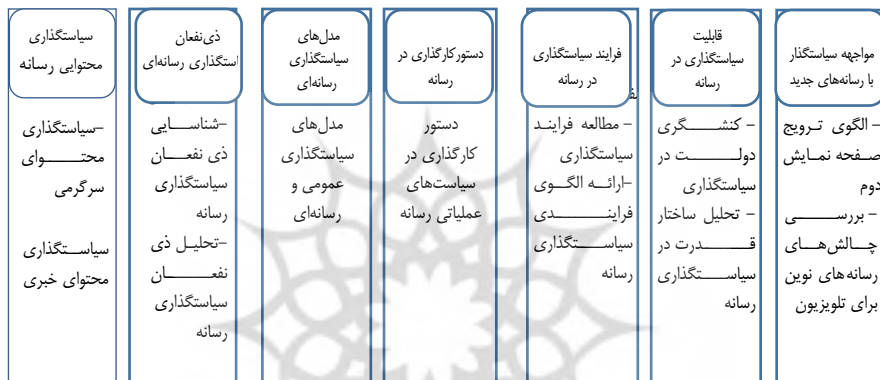 مواجهه سیاستگذار
با رسانه‌های جدید
- الگوی ترویج
صفحه نمایش
دوم
- بررسی
چالش‌های
رسانه‌های نوین
برای تلویزیون
قابلیت
سیاستگذاری در
رسانه
- کنشگری
دولت در
سیاستگذاری
- تحلیل ساختار
قدرت در
سیاستگذاری
رسانه
فرایند سیاستگذاری
در رسانه
- مطالعه فرایند
سیاستگذاری
-ارائه الگوی
فرایندی
سیاستگذاری
رسانه
دستورکارگذاری در
رسانه
دستور
کارگذاری در
سیاست‌های
عملیاتی رسانه
مدل‌های
سیاستگذاری
رسانه‌ای
مدل‌های
سیاستگذاری
عمومی و
رسانه‌ای
ذی‌نفعان
استگذاری رسانه‌ای
-شناسایی
ذی نفعان
سیاستگذاری
رسانه
-تحلیل ذی
نفعان
سیاستگذاری
رسانه
سیاستگذاری
محتوایی رسانه
-سیاستگذاری
محتوای
سرگرمی
سیاستگذاری
محتوای خبری